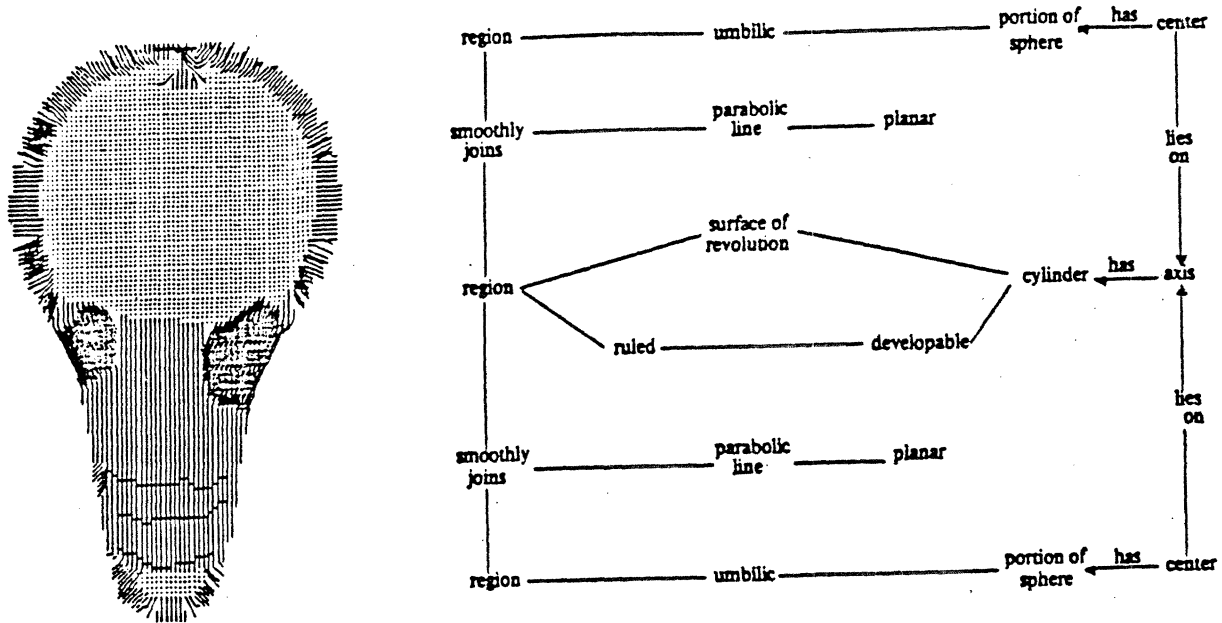 region umbilic portion of has center
sphere
smoothly parabolic planar
joins line
lies
on
surface of
revolution
region cylinder has axis
ruled developable
lies
on
smoothly parabolic planar
joins line
region umbilic portion of has center
sphere